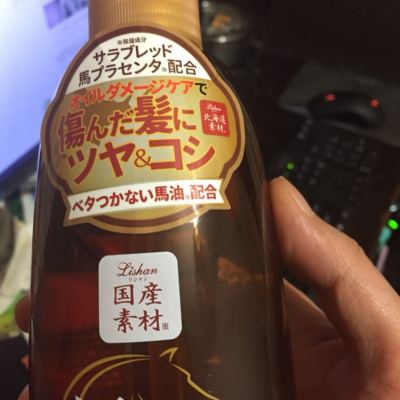 ※保湿成分
サラブレッド
馬プラセンタ※配合
オイルダメージケアで
傷んだ髪に
ツヤ&コシ
Lishan
北海道
素材※
ベタつかない馬油※配合
Lishan
リシャン
国産
素材※